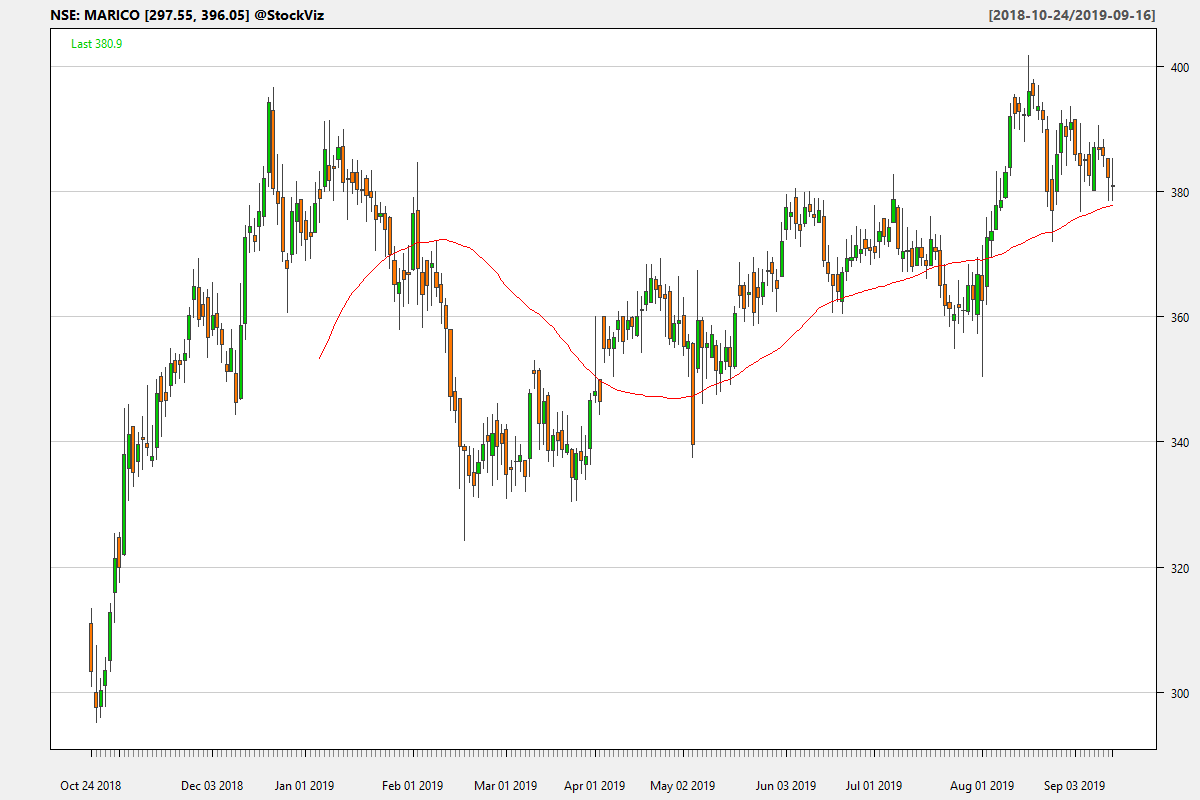 NSE: MARICO [297.55, 396.05] @StockViz [2018-10-24/2019-09-16]
Last 380.9
400
380
360
340
320
300
Oct 24 2018 Dec 03 2018 Jan 01 2019 Feb 01 2019 Mar 01 2019 Apr 01 2019 May 02 2019 Jun 03 2019 Jul 01 2019 Aug 01 2019 Sep 03 2019